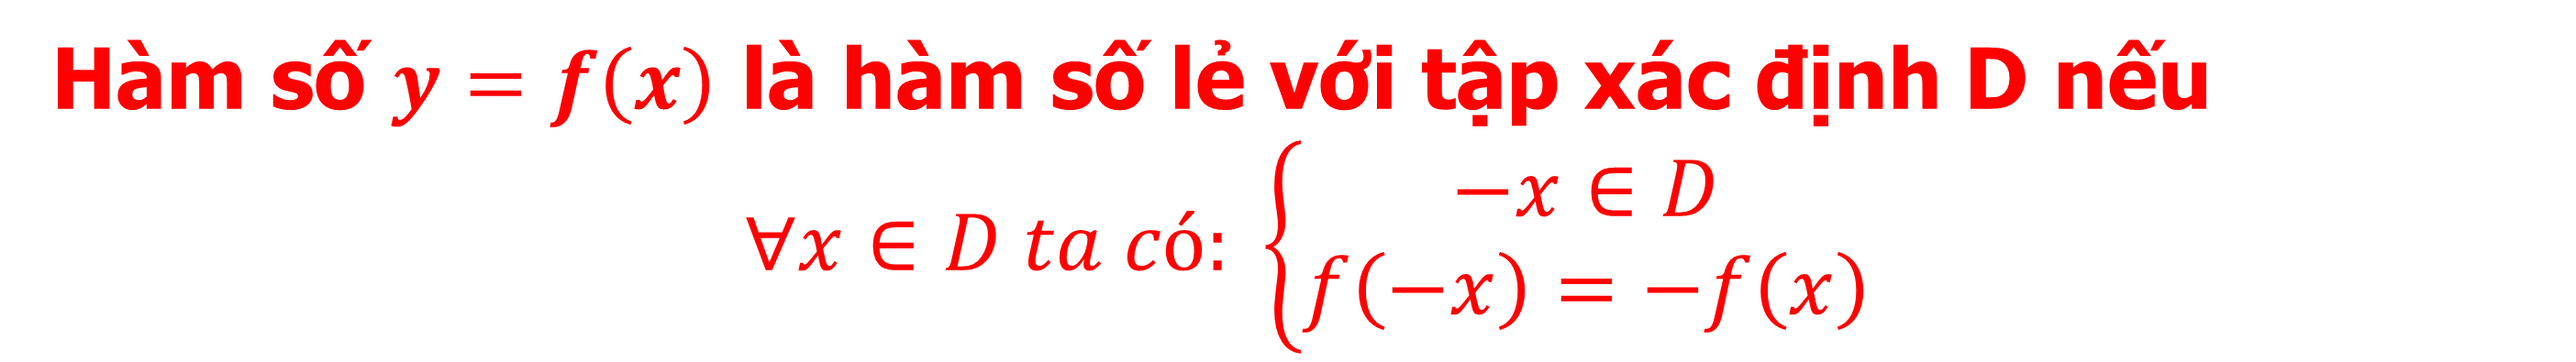 Hàm số y = f(x) là hàm số lẻ với tập xác định D nếu
∀x ∈ D ta có: { −x ∈ D
f(−x) = −f(x)